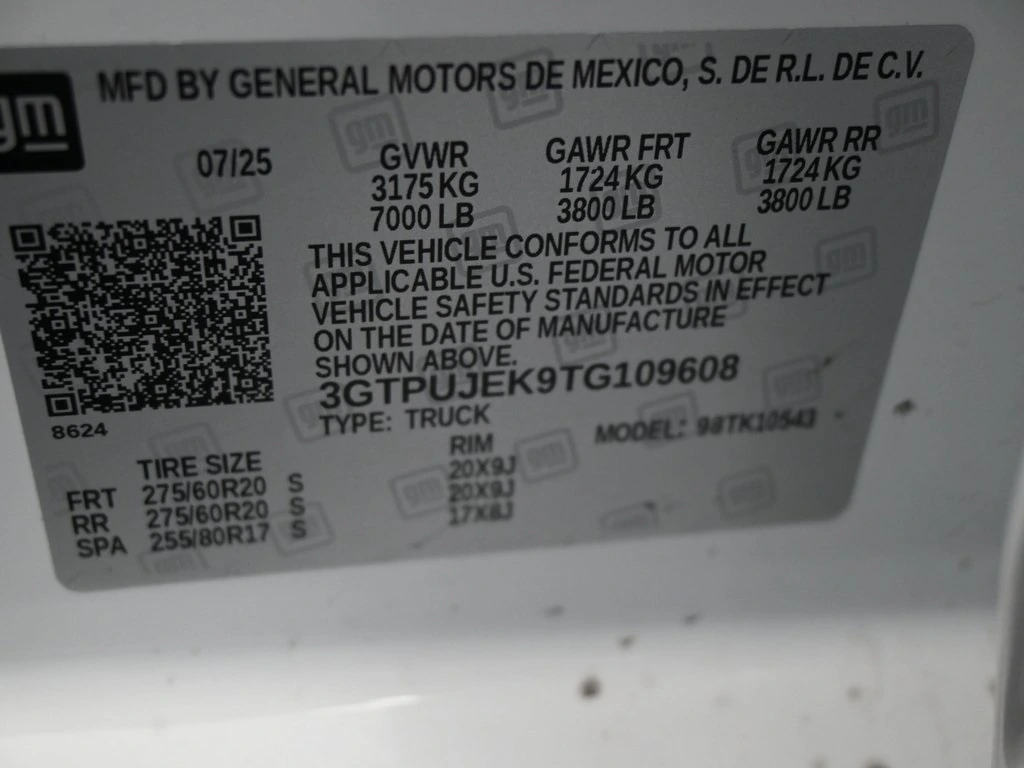 gm
MFD BY GENERAL MOTORS DE MEXICO, S. DE R.L. DE C.V.
07/25 GVWR GAWR FRT GAWR RR
3175 KG 1724 KG 1724 KG
7000 LB 3800 LB 3800 LB
THIS VEHICLE CONFORMS TO ALL
APPLICABLE U.S. FEDERAL MOTOR
VEHICLE SAFETY STANDARDS IN EFFECT
ON THE DATE OF MANUFACTURE
SHOWN ABOVE.
3GTPUJEK9TG109608
8624
TYPE: TRUCK MODEL: 98TK10543
TIRE SIZE RIM
FRT 275/60R20 S 20X9J
RR 275/60R20 S 20X9J
SPA 255/80R17 S 17X8J